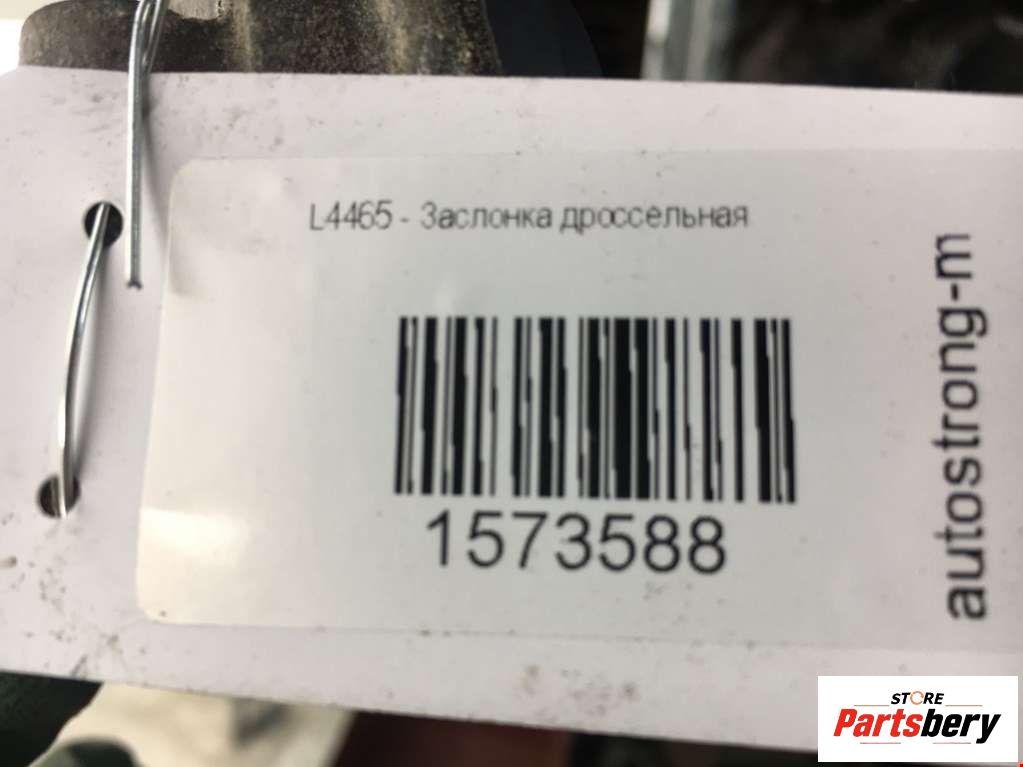 L4465 - Заслонка дроссельная
1573588
autostrong-m
STORE
Partsbery